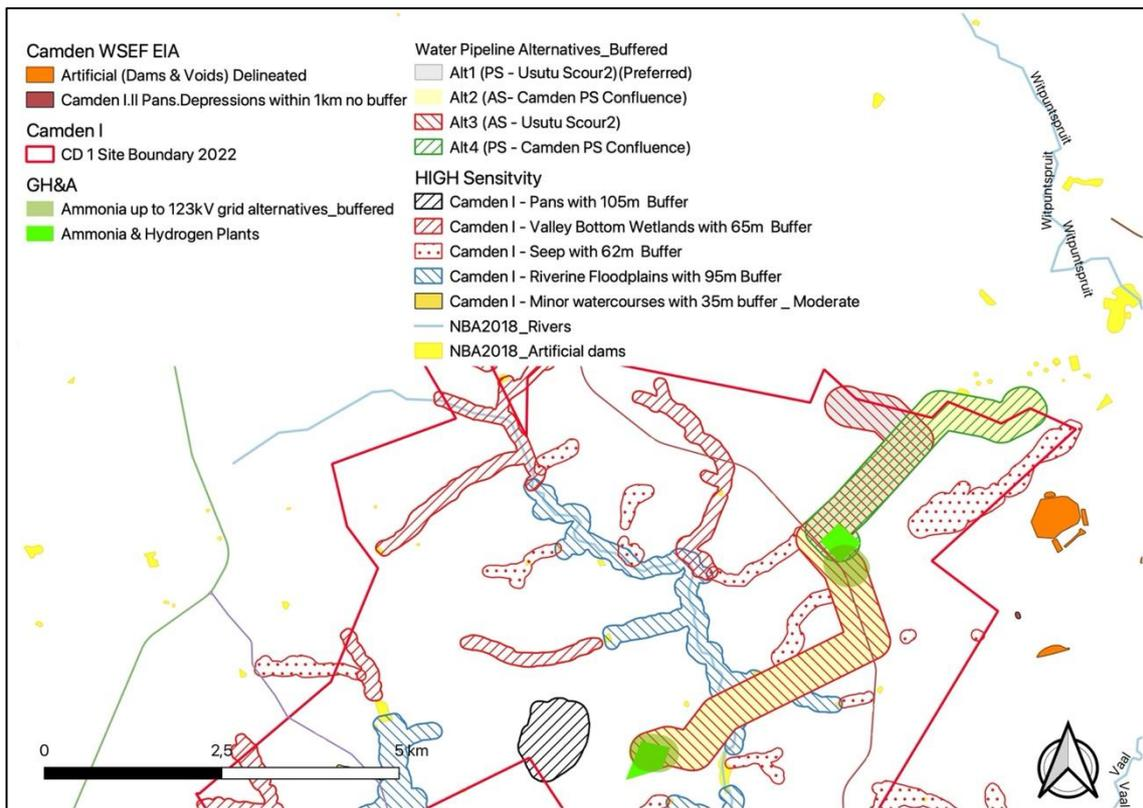 Camden WSEF EIA
Artificial (Dams & Voids) Delineated
Camden I.II Pans.Depressions within 1km no buffer
Camden I
CD 1 Site Boundary 2022
GH&A
Ammonia up to 123kV grid alternatives_buffered
Ammonia & Hydrogen Plants
Water Pipeline Alternatives_Buffered
Alt1 (PS - Usutu Scour2)(Preferred)
Alt2 (AS- Camden PS Confluence)
Alt3 (AS - Usutu Scour2)
Alt4 (PS - Camden PS Confluence)
HIGH Sensitvity
Camden I - Pans with 105m Buffer
Camden I - Valley Bottom Wetlands with 65m Buffer
Camden I - Seep with 62m Buffer
Camden I - Riverine Floodplains with 95m Buffer
Camden I - Minor watercourses with 35m buffer _ Moderate
NBA2018_Rivers
NBA2018_Artificial dams
Witpuntspruit
Witpuntspruit
Witpuntspruit
0 2,5 5 km
Vaal
Vaal